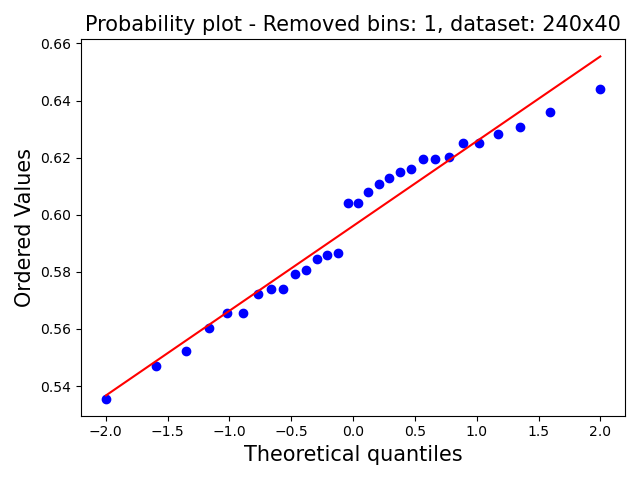 Probability plot - Removed bins: 1, dataset: 240x40
Ordered Values
0.66
0.64
0.62
0.60
0.58
0.56
0.54
−2.0 −1.5 −1.0 −0.5 0.0 0.5 1.0 1.5 2.0
Theoretical quantiles